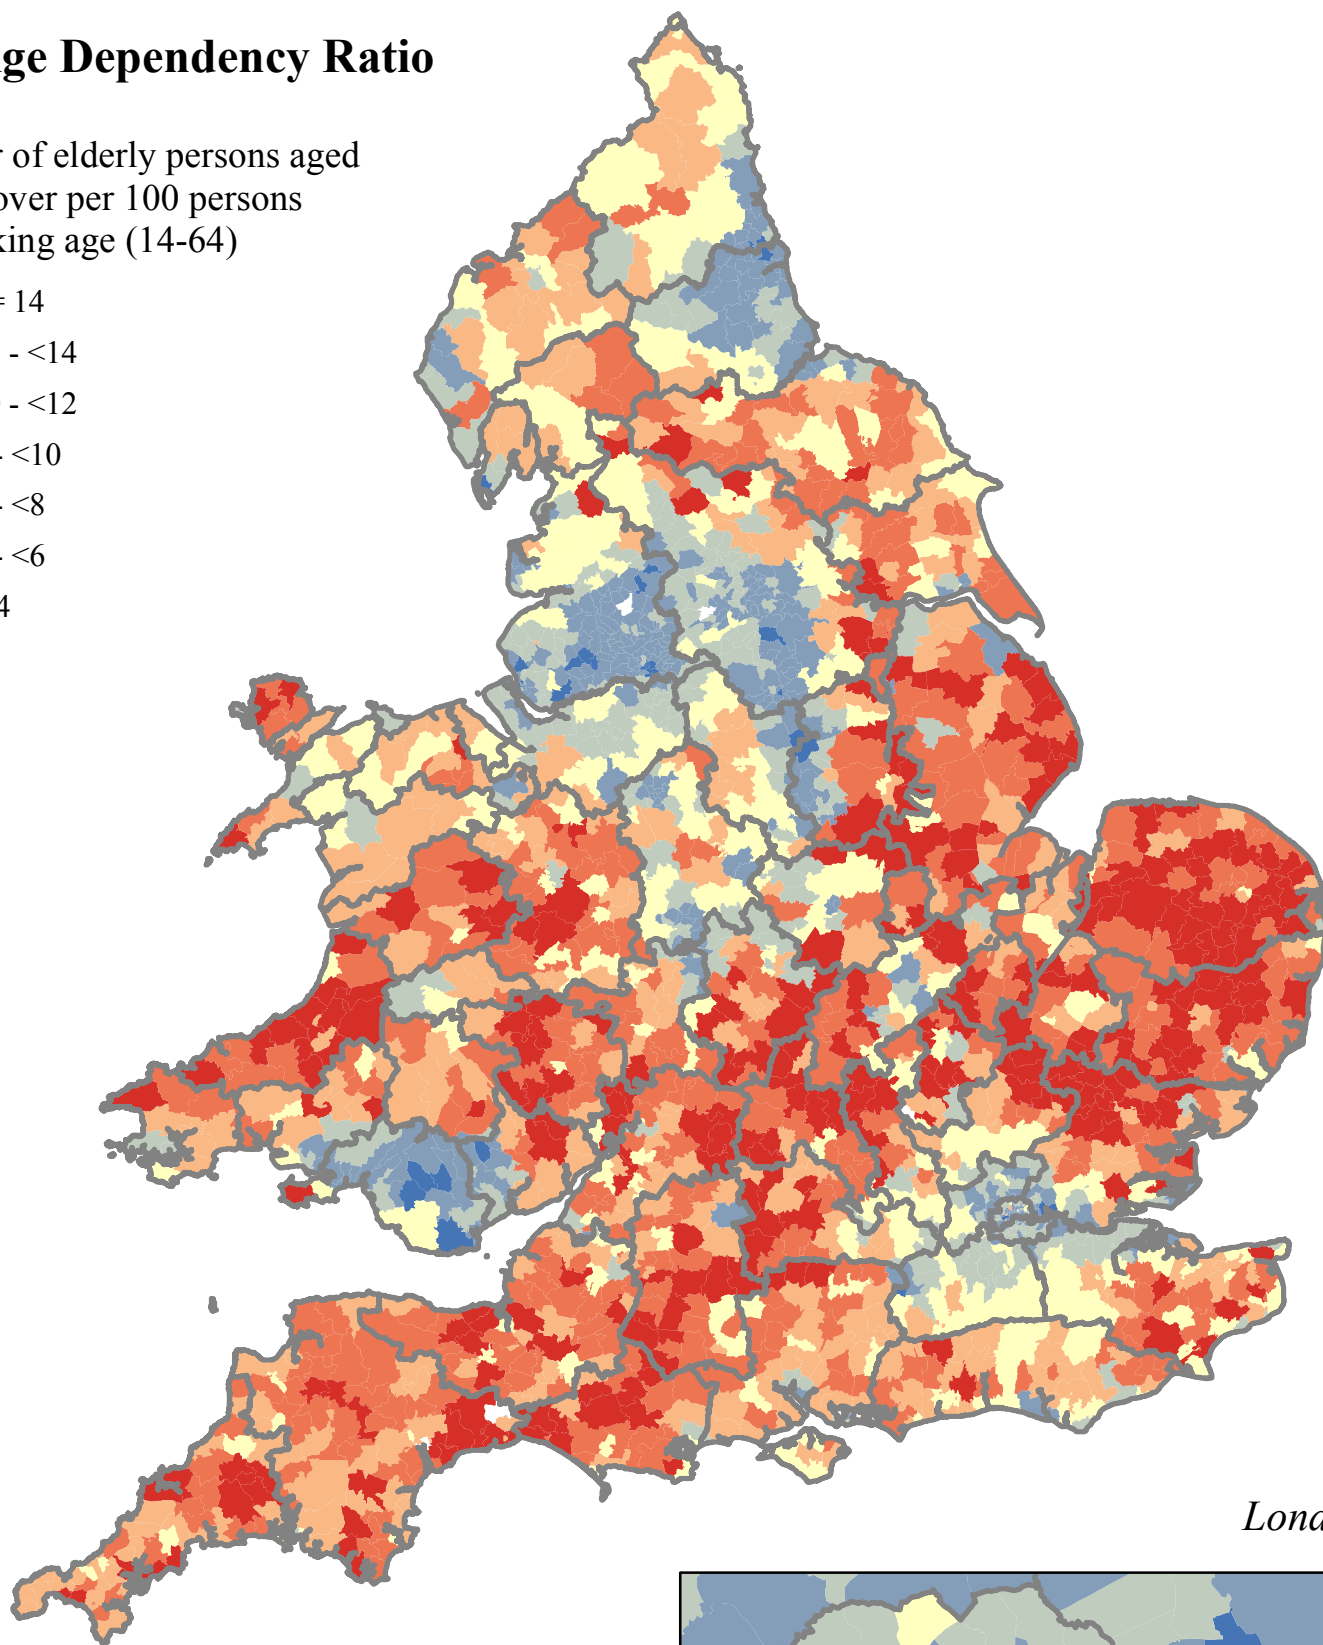 ge Dependency Ratio
r of elderly persons aged
over per 100 persons
king age (14-64)
= 14
- <14
- <12
- <10
- <8
- <6
4
Lond